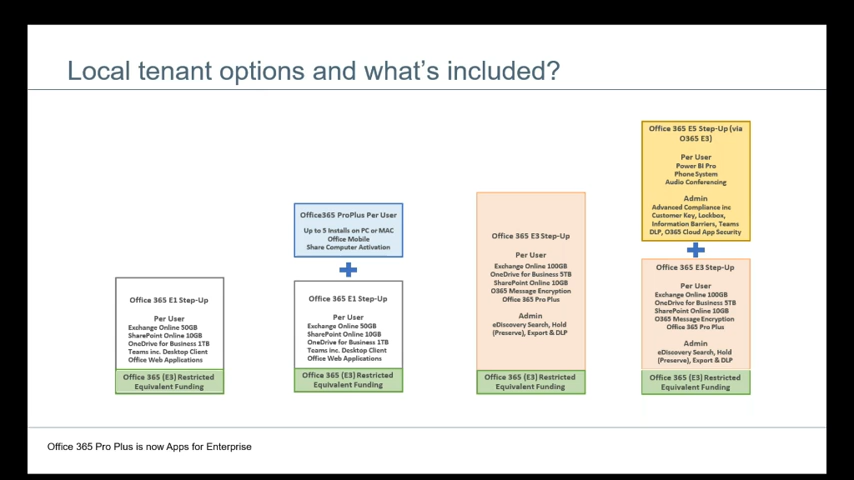 Local tenant options and what's included?
Office 365 E1 Step-Up
Per User
Exchange Online 50GB
SharePoint Online 10GB
OneDrive for Business 1TB
Teams inc. Desktop Client
Office Web Applications
Office 365 (E3) Restricted
Equivalent Funding
Office365 ProPlus Per User
Up to 5 Installs on PC or MAC
Office Mobile
Share Computer Activation
Office 365 E1 Step-Up
Per User
Exchange Online 50GB
SharePoint Online 10GB
OneDrive for Business 1TB
Teams inc. Desktop Client
Office Web Applications
Office 365 (E3) Restricted
Equivalent Funding
Office 365 E3 Step-Up
Per User
Exchange Online 100GB
OneDrive for Business 5TB
SharePoint Online 10GB
O365 Message Encryption
Office 365 Pro Plus
Admin
eDiscovery Search, Hold
(Preserve), Export & DLP
Office 365 (E3) Restricted
Equivalent Funding
Office 365 E5 Step-Up (via
O365 E3)
Per User
Power BI Pro
Phone System
Audio Conferencing
Admin
Advanced Compliance inc
Customer Key, Lockbox,
Information Barriers, Teams
DLP, O365 Cloud App Security
Office 365 E3 Step-Up
Per User
Exchange Online 100GB
OneDrive for Business 5TB
SharePoint Online 10GB
O365 Message Encryption
Office 365 Pro Plus
Admin
eDiscovery Search, Hold
(Preserve), Export & DLP
Office 365 (E3) Restricted
Equivalent Funding
Office 365 Pro Plus is now Apps for Enterprise